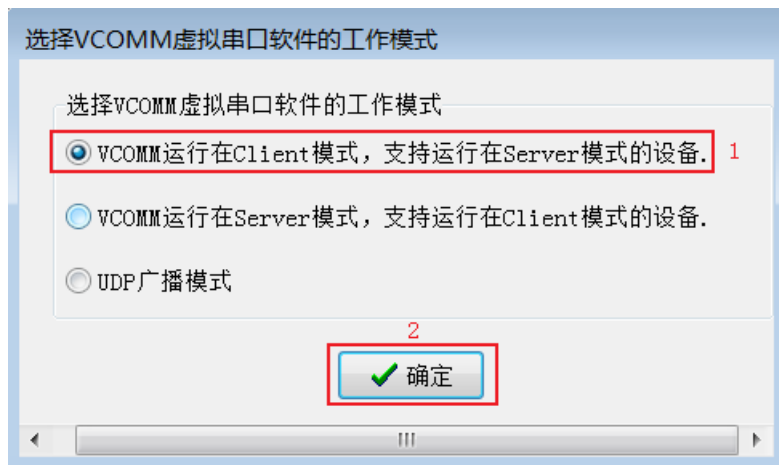 选择VCOMM虚拟串口软件的工作模式
选择VCOMM虚拟串口软件的工作模式
VCOMM运行在Client模式，支持运行在Server模式的设备. 1
VCOMM运行在Server模式，支持运行在Client模式的设备.
UDP广播模式
2
确定